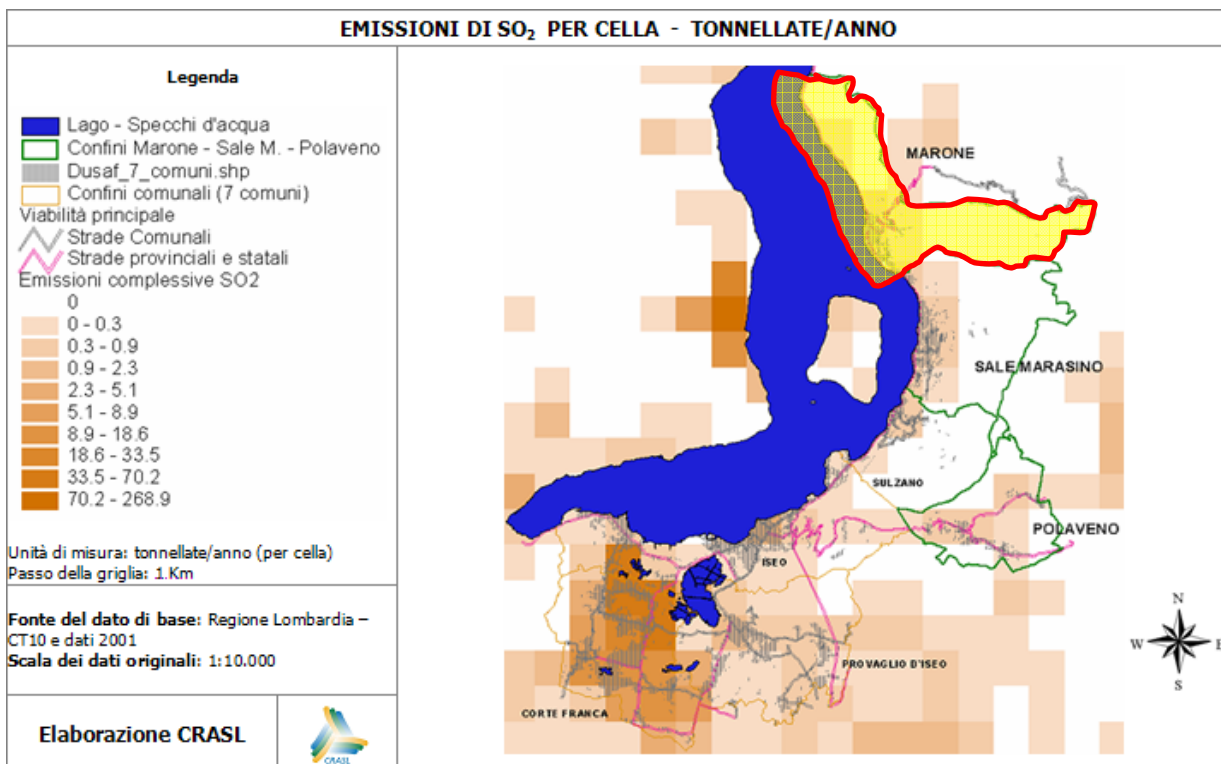 EMISSIONI DI SO2 PER CELLA - TONNELLATE/ANNO
Legenda
Lago - Specchi d'acqua
Confini Marone - Sale M. - Polaveno
Dusaf_7_comuni.shp
Confini comunali (7 comuni)
Viabilità principale
Strade Comunali
Strade provinciali e statali
Emissioni complessive SO2
0
0 - 0.3
0.3 - 0.9
0.9 - 2.3
2.3 - 5.1
5.1 - 8.9
8.9 - 18.6
18.6 - 33.5
33.5 - 70.2
70.2 - 268.9
Unità di misura: tonnellate/anno (per cella)
Passo della griglia: 1.Km
Fonte del dato di base: Regione Lombardia –
CT10 e dati 2001
Scala dei dati originali: 1:10.000
Elaborazione CRASL
CRASL
MARONE
SALE MARASINO
SULZANO
POLAVENO
ISEO
PROVAGLIO D'ISEO
CORTE FRANCA
N
W
E
S